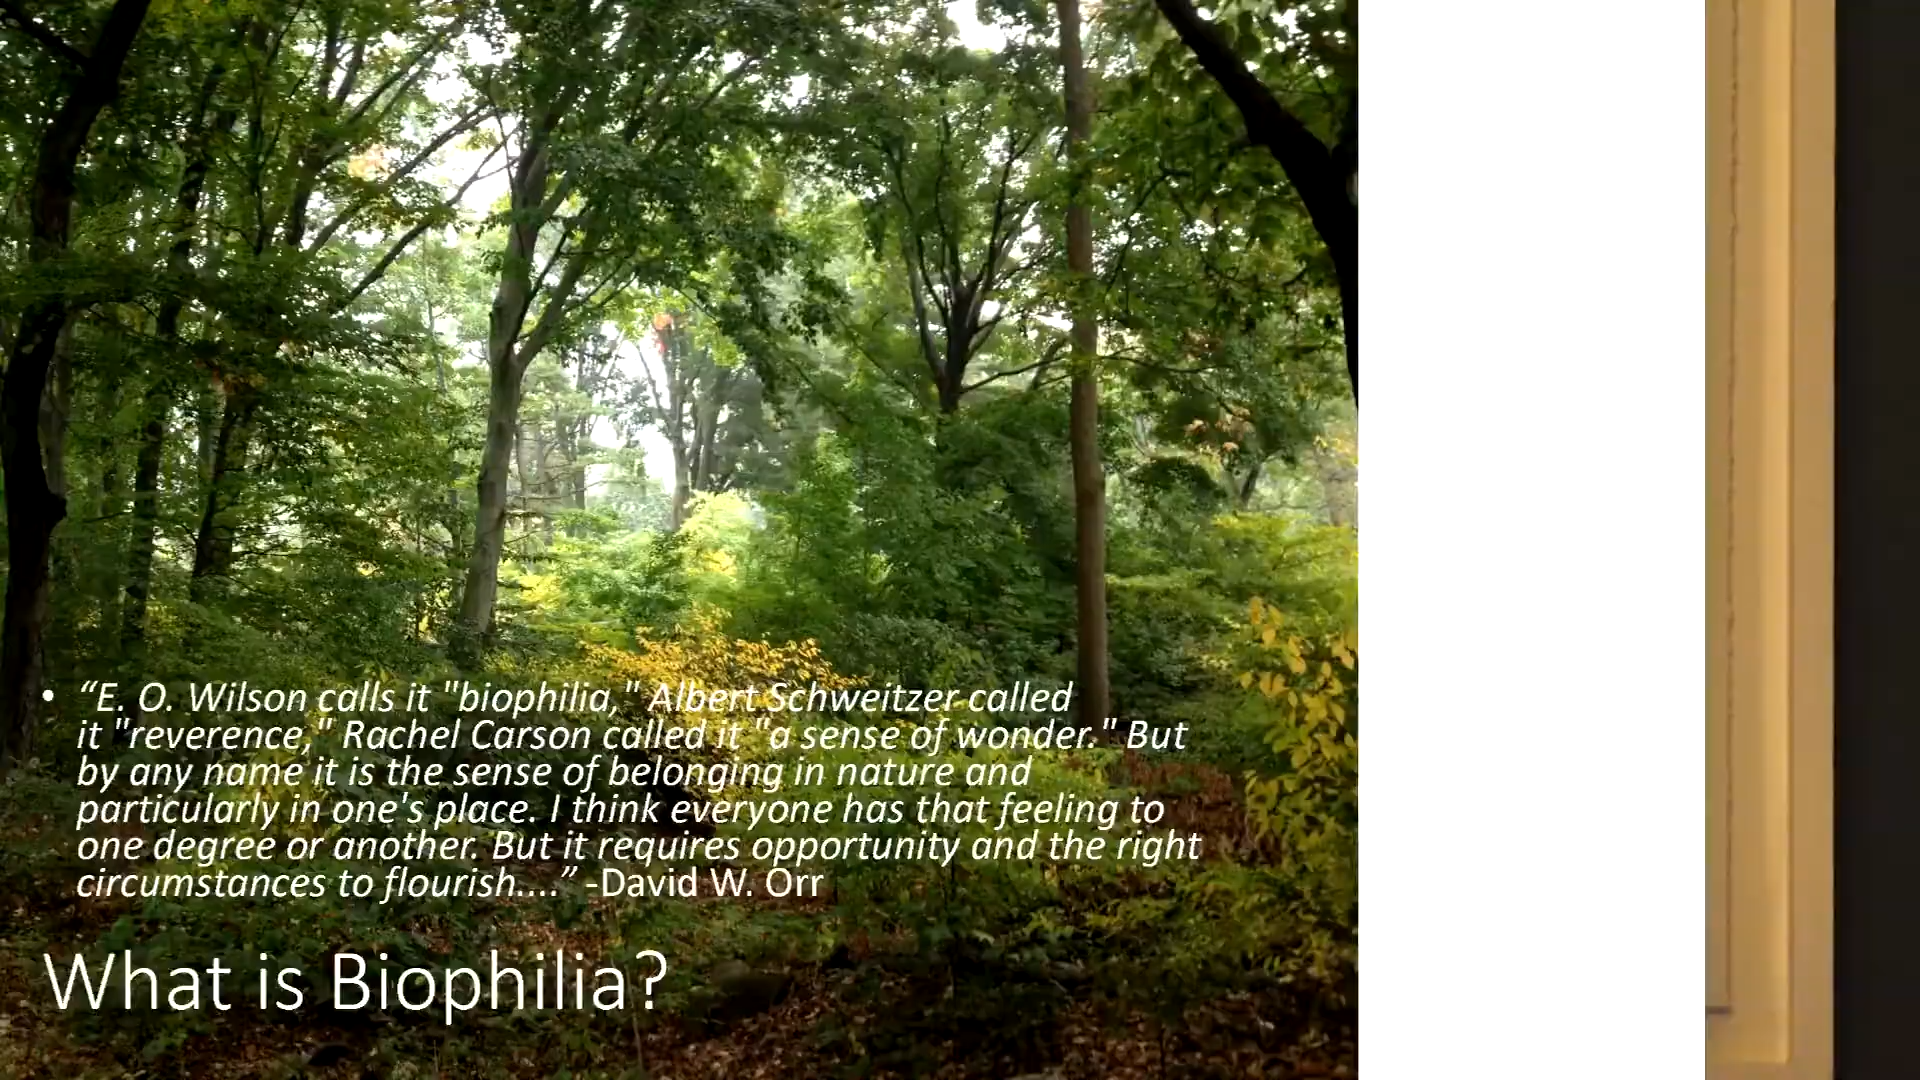 • “E. O. Wilson calls it "biophilia," Albert Schweitzer called
it "reverence," Rachel Carson called it "a sense of wonder." But
by any name it is the sense of belonging in nature and
particularly in one's place. I think everyone has that feeling to
one degree or another. But it requires opportunity and the right
circumstances to flourish....” -David W. Orr
What is Biophilia?